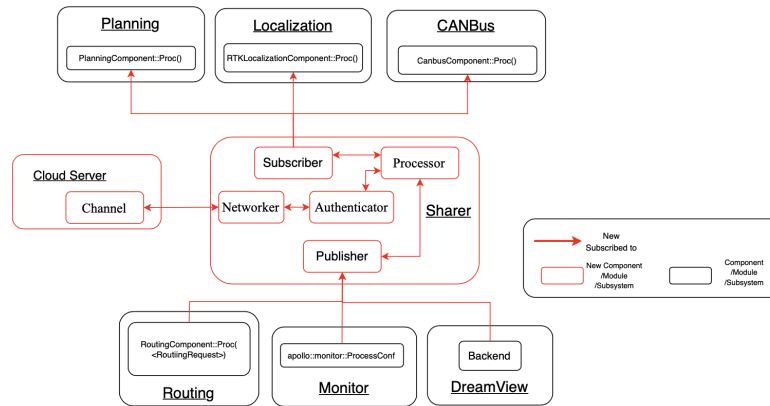 Planning
PlanningComponent::Proc()
Localization
RTKLocalizationComponent::Proc()
CANBus
CanbusComponent::Proc()
Cloud Server
Channel
Subscriber
Processor
Networker
Authenticator
Sharer
Publisher
New
Subscribed to
New Component
/Module
/Subsystem
Component
/Module
/Subsystem
RoutingComponent::Proc(
<RoutiingRequest>)
Routing
apollo::monitor::ProcessConf
Monitor
Backend
DreamView